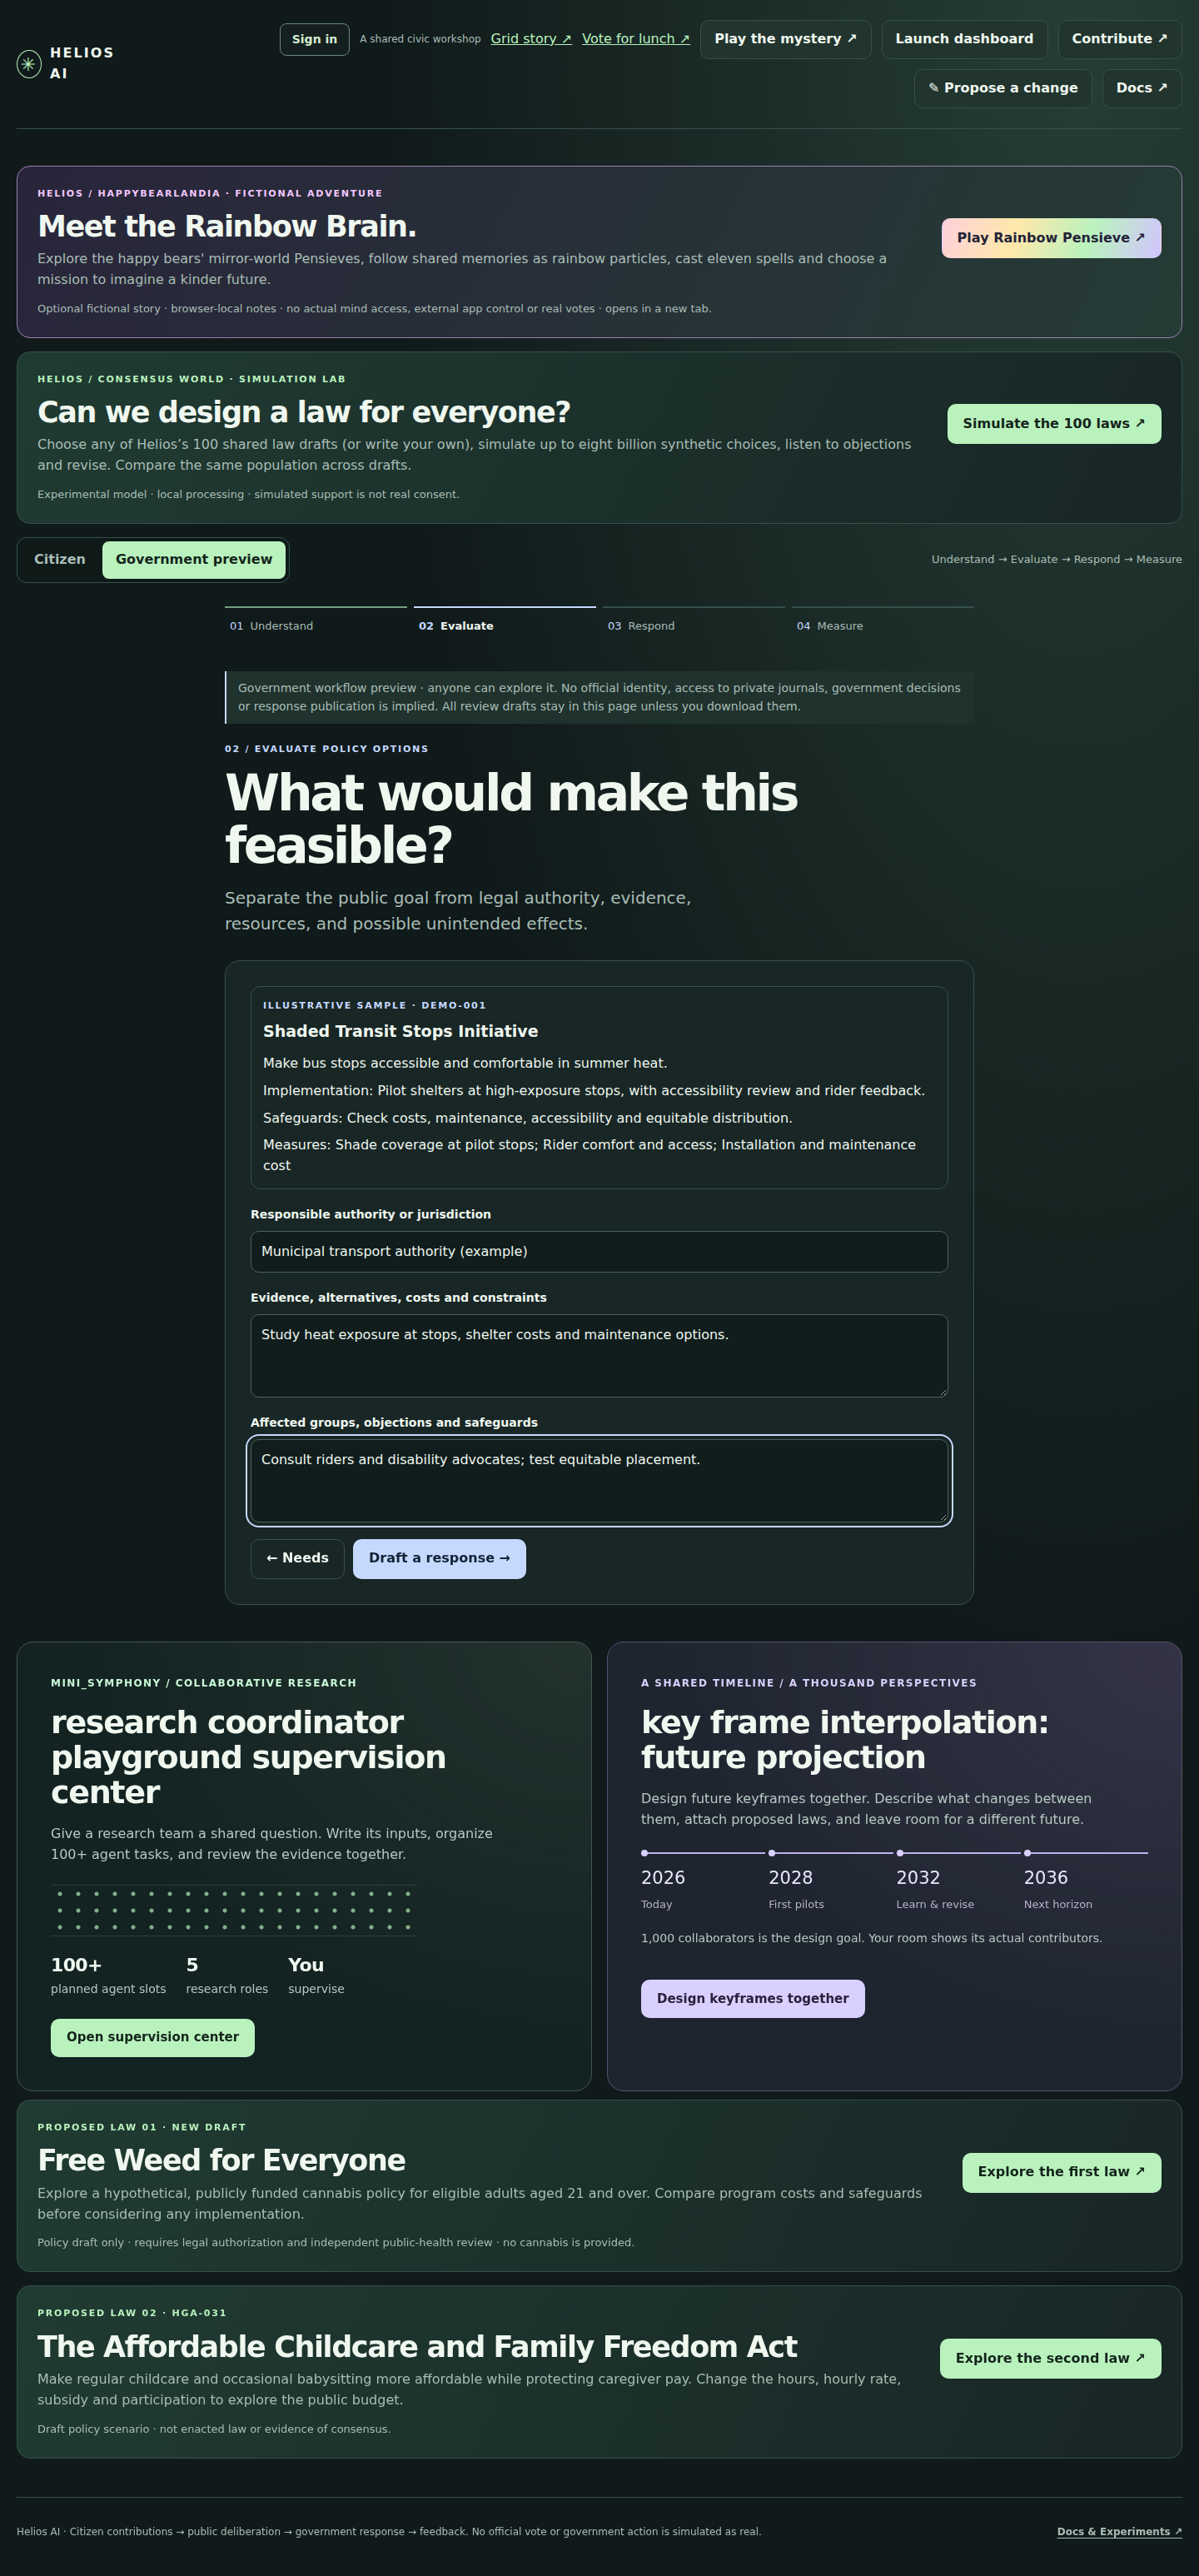 HELIOS
AI
Sign in
A shared civic workshop
Grid story ↗
Vote for lunch ↗
Play the mystery ↗
Launch dashboard
Contribute ↗
✎ Propose a change
Docs ↗
HELIOS / HAPPYBEARLANDIA · FICTIONAL ADVENTURE
Meet the Rainbow Brain.
Explore the happy bears' mirror-world Pensieves, follow shared memories as rainbow particles, cast eleven spells and choose a
mission to imagine a kinder future.
Optional fictional story · browser-local notes · no actual mind access, external app control or real votes · opens in a new tab.
Play Rainbow Pensieve ↗
HELIOS / CONSENSUS WORLD · SIMULATION LAB
Can we design a law for everyone?
Choose any of Helios’s 100 shared law drafts (or write your own), simulate up to eight billion synthetic choices, listen to objections
and revise. Compare the same population across drafts.
Experimental model · local processing · simulated support is not real consent.
Simulate the 100 laws ↗
Citizen
Government preview
Understand → Evaluate → Respond → Measure
01 Understand
02 Evaluate
03 Respond
04 Measure
Government workflow preview · anyone can explore it. No official identity, access to private journals, government decisions
or response publication is implied. All review drafts stay in this page unless you download them.
02 / EVALUATE POLICY OPTIONS
What would make this
feasible?
Separate the public goal from legal authority, evidence,
resources, and possible unintended effects.
ILLUSTRATIVE SAMPLE · DEMO-001
Shaded Transit Stops Initiative
Make bus stops accessible and comfortable in summer heat.
Implementation: Pilot shelters at high-exposure stops, with accessibility review and rider feedback.
Safeguards: Check costs, maintenance, accessibility and equitable distribution.
Measures: Shade coverage at pilot stops; Rider comfort and access; Installation and maintenance
cost
Responsible authority or jurisdiction
Municipal transport authority (example)
Evidence, alternatives, costs and constraints
Study heat exposure at stops, shelter costs and maintenance options.
Affected groups, objections and safeguards
Consult riders and disability advocates; test equitable placement.
← Needs
Draft a response →
MINI_SYMPHONY / COLLABORATIVE RESEARCH
research coordinator
playground supervision
center
Give a research team a shared question. Write its inputs, organize
100+ agent tasks, and review the evidence together.
100+
planned agent slots
5
research roles
You
supervise
Open supervision center
A SHARED TIMELINE / A THOUSAND PERSPECTIVES
key frame interpolation:
future projection
Design future keyframes together. Describe what changes between
them, attach proposed laws, and leave room for a different future.
2026
Today
2028
First pilots
2032
Learn & revise
2036
Next horizon
1,000 collaborators is the design goal. Your room shows its actual contributors.
Design keyframes together
PROPOSED LAW 01 · NEW DRAFT
Free Weed for Everyone
Explore a hypothetical, publicly funded cannabis policy for eligible adults aged 21 and over. Compare program costs and safeguards
before considering any implementation.
Policy draft only · requires legal authorization and independent public-health review · no cannabis is provided.
Explore the first law ↗
PROPOSED LAW 02 · HGA-031
The Affordable Childcare and Family Freedom Act
Make regular childcare and occasional babysitting more affordable while protecting caregiver pay. Change the hours, hourly rate,
subsidy and participation to explore the public budget.
Draft policy scenario · not enacted law or evidence of consensus.
Explore the second law ↗
Helios AI · Citizen contributions → public deliberation → government response → feedback. No official vote or government action is simulated as real.
Docs & Experiments ↗